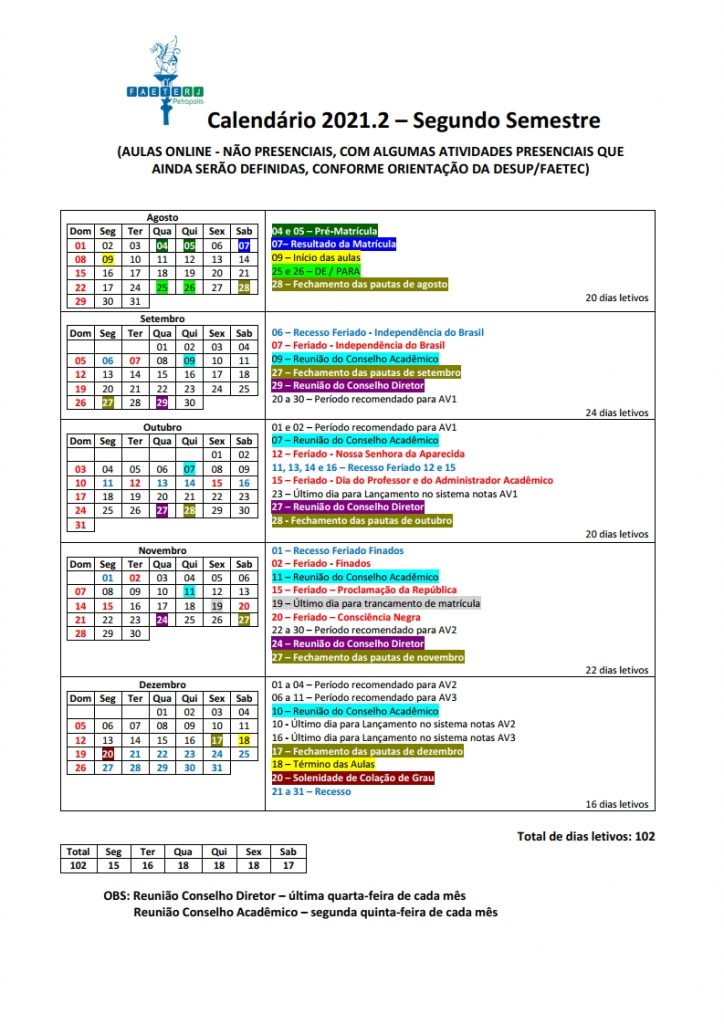 FAETERJ
Petrópolis
Calendário 2021.2 – Segundo Semestre
(AULAS ONLINE - NÃO PRESENCIAIS, COM ALGUMAS ATIVIDADES PRESENCIAIS QUE
AINDA SERÃO DEFINIDAS, CONFORME ORIENTAÇÃO DA DESUP/FAETEC)
Agosto
Dom Seg Ter Qua Qui Sex Sab
01 02 03 04 05 06 07
08 09 10 11 12 13 14
15 16 17 18 19 20 21
22 17 24 25 26 27 28
29 30 31
04 e 05 – Pré-Matrícula
07– Resultado da Matrícula
09 – Início das aulas
25 e 26 – DE / PARA
28 – Fechamento das pautas de agosto
20 dias letivos
Setembro
Dom Seg Ter Qua Qui Sex Sab
01 02 03 04
05 06 07 08 09 10 11
12 13 14 15 16 17 18
19 20 21 22 23 24 25
26 27 28 29 30
06 – Recesso Feriado - Independência do Brasil
07 – Feriado - Independência do Brasil
09 – Reunião do Conselho Acadêmico
27 – Fechamento das pautas de setembro
29 – Reunião do Conselho Diretor
20 a 30 – Período recomendado para AV1
24 dias letivos
Outubro
Dom Seg Ter Qua Qui Sex Sab
01 02
03 04 05 06 07 08 09
10 11 12 13 14 15 16
17 18 19 20 21 22 23
24 25 26 27 28 29 30
31
01 e 02 – Período recomendado para AV1
07 – Reunião do Conselho Acadêmico
12 – Feriado - Nossa Senhora da Aparecida
11, 13, 14 e 16 – Recesso Feriado 12 e 15
15 – Feriado - Dia do Professor e do Administrador Acadêmico
23 – Último dia para Lançamento no sistema notas AV1
27 – Reunião do Conselho Diretor
28 - Fechamento das pautas de outubro
20 dias letivos
Novembro
Dom Seg Ter Qua Qui Sex Sab
01 02 03 04 05 06
07 08 09 10 11 12 13
14 15 16 17 18 19 20
21 22 23 24 25 26 27
28 29 30
01 – Recesso Feriado Finados
02 – Feriado - Finados
11 – Reunião do Conselho Acadêmico
15 – Feriado – Proclamação da República
19 – Último dia para trancamento de matrícula
20 – Feriado – Consciência Negra
22 a 30 – Período recomendado para AV2
24 – Reunião do Conselho Diretor
27 – Fechamento das pautas de novembro
22 dias letivos
Dezembro
Dom Seg Ter Qua Qui Sex Sab
01 02 03 04
05 06 07 08 09 10 11
12 13 14 15 16 17 18
19 20 21 22 23 24 25
26 27 28 29 30 31
01 a 04 – Período recomendado para AV2
06 a 11 – Período recomendado para AV3
10 – Reunião do Conselho Acadêmico
10 - Último dia para Lançamento no sistema notas AV2
16 - Último dia para Lançamento no sistema notas AV3
17 – Fechamento das pautas de dezembro
18 – Término das Aulas
20 – Solenidade de Colação de Grau
21 a 31 – Recesso
16 dias letivos
Total de dias letivos: 102
Total Seg Ter Qua Qui Sex Sab
102 15 16 18 18 18 17
OBS: Reunião Conselho Diretor – última quarta-feira de cada mês
Reunião Conselho Acadêmico – segunda quinta-feira de cada mês